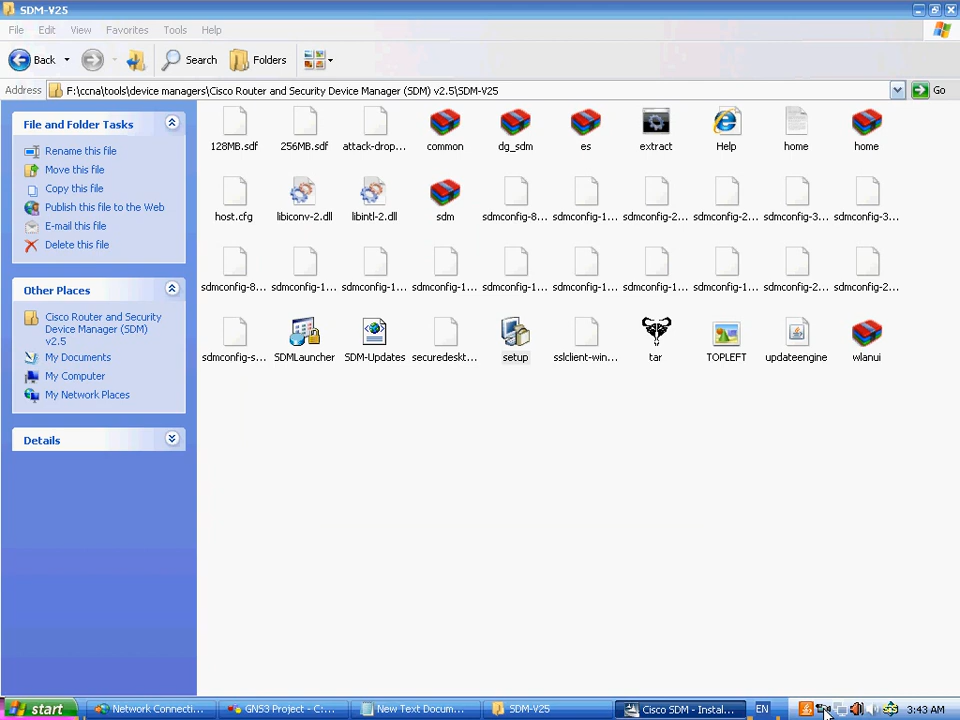 SDM-V25
File Edit View Favorites Tools Help
Back Search Folders
Address F:\ccna\tools\device managers\Cisco Router and Security Device Manager (SDM) v2.5\SDM-V25 Go
File and Folder Tasks
Rename this file
Move this file
Copy this file
Publish this file to the Web
E-mail this file
Delete this file
Other Places
Cisco Router and Security
Device Manager (SDM)
v2.5
My Documents
My Computer
My Network Places
Details
128MB.sdf 256MB.sdf attack-drop... common dg_sdm es extract Help home home
host.cfg libiconv-2.dll libintl-2.dll sdm sdmconfig-8... sdmconfig-1... sdmconfig-2... sdmconfig-2... sdmconfig-3... sdmconfig-3...
sdmconfig-8... sdmconfig-1... sdmconfig-1... sdmconfig-1... sdmconfig-1... sdmconfig-1... sdmconfig-1... sdmconfig-1... sdmconfig-2... sdmconfig-2...
sdmconfig-s... SDMLauncher SDM-Updates securedeskt... setup sslclient-win... tar TOPLEFT updateengine wlanui
start Network Connecti... GNS3 Project - C:... New Text Docum... SDM-V25 Cisco SDM - Instal... EN 3:43 AM